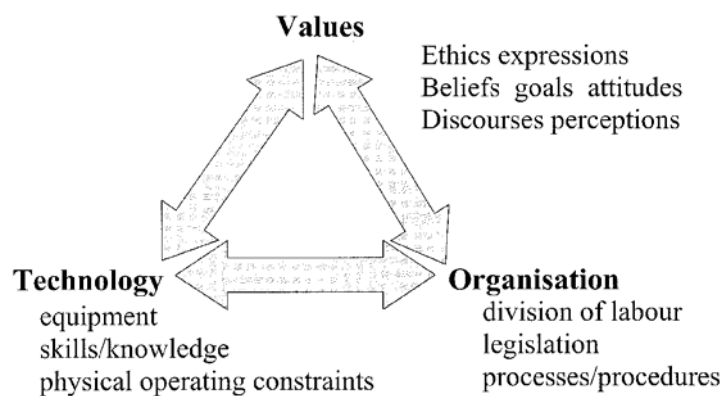 Values
Ethics expressions
Beliefs goals attitudes
Discourses perceptions
Technology
equipment
skills/knowledge
physical operating constraints
Organisation
division of labour
legislation
processes/procedures